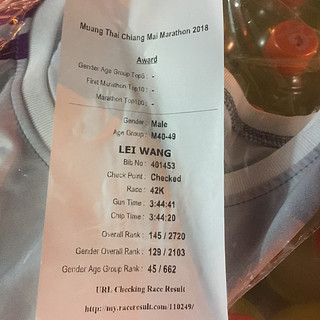 Muang Thai Chiang Mai Marathon 2018
Award
Gender Age Group Top5 : -
First Marathon Top10 : -
Marathon Top100 : -
Gender : Male
Age Group : M40-49
LEI WANG
Bib No : 401453
Check Point : Checked
Race : 42K
Gun Time : 3:44:41
Chip Time : 3:44:20
Overall Rank : 145 / 2720
Gender Overall Rank : 129 / 2103
Gender Age Group Rank : 45 / 662
URL Checking Race Result
http://my.raceresult.com/110249/